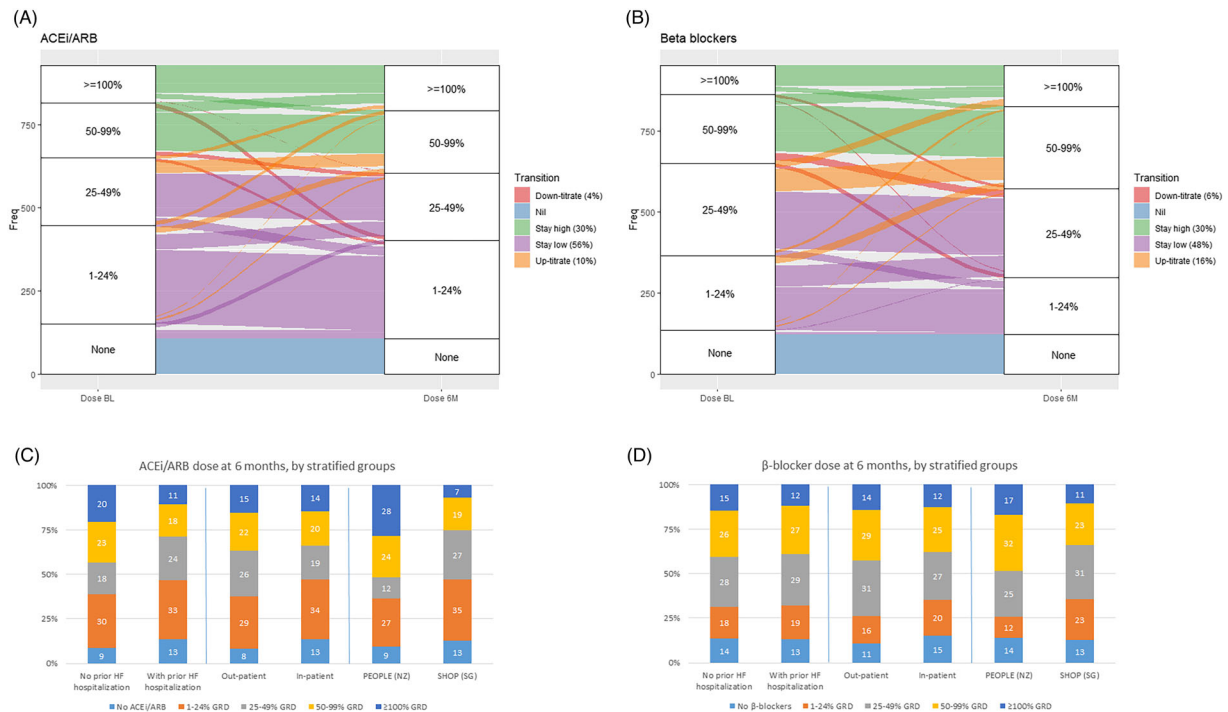 (A)
ACEi/ARB
Freq
750
500
250
0
>=100%
50-99%
25-49%
1-24%
None
>=100%
50-99%
25-49%
1-24%
None
Dose BL
Dose 6M
Transition
Down-titrate (4%)
Nil
Stay high (30%)
Stay low (56%)
Up-titrate (10%)
(B)
Beta blockers
Freq
750
500
250
0
>=100%
50-99%
25-49%
1-24%
None
>=100%
50-99%
25-49%
1-24%
None
Dose BL
Dose 6M
Transition
Down-titrate (6%)
Nil
Stay high (30%)
Stay low (48%)
Up-titrate (16%)
(C)
ACEi/ARB dose at 6 months, by stratified groups
100%
75%
50%
25%
0%
20 11 15 14 28 7
23 18 22 20 24 19
18 24 26 19 12 27
30 33 29 34 27 35
9 13 8 13 9 13
No prior HF hospitalization
With prior HF hospitalization
Out-patient
In-patient
PEOPLE (NZ)
SHOP (SG)
No ACEi/ARB 1-24% GRD 25-49% GRD 50-99% GRD ≥100% GRD
(D)
β-blocker dose at 6 months, by stratified groups
100%
75%
50%
25%
0%
15 12 14 12 17 11
26 27 29 25 32 23
28 29 31 27 25 31
18 19 16 20 12 23
14 13 11 15 14 13
No prior HF hospitalization
With prior HF hospitalization
Out-patient
In-patient
PEOPLE (NZ)
SHOP (SG)
No β-blockers 1-24% GRD 25-49% GRD 50-99% GRD ≥100% GRD